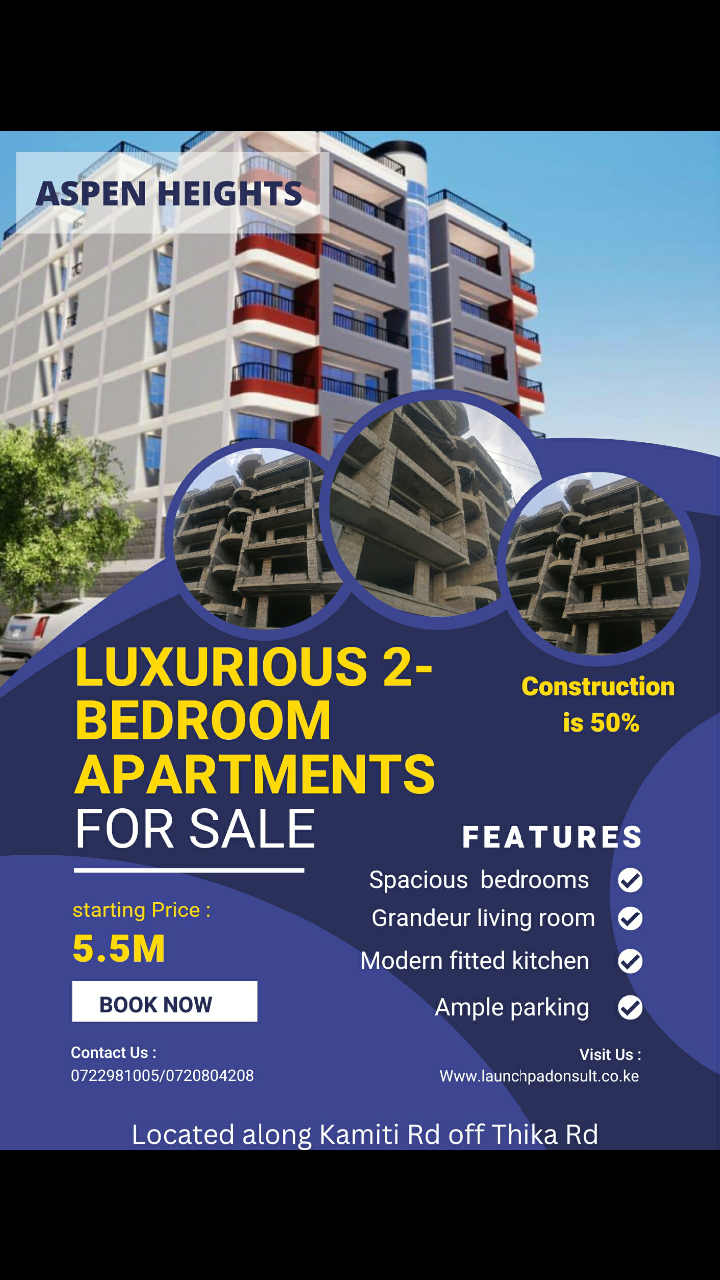 ASPEN HEIGHTS
LUXURIOUS 2-
BEDROOM
APARTMENTS
FOR SALE
Construction
is 50%
starting Price :
5.5M
BOOK NOW
Contact Us :
0722981005/0720804208
FEATURES
Spacious bedrooms
Grandeur living room
Modern fitted kitchen
Ample parking
Visit Us :
Www.launchpadonsult.co.ke
Located along Kamiti Rd off Thika Rd